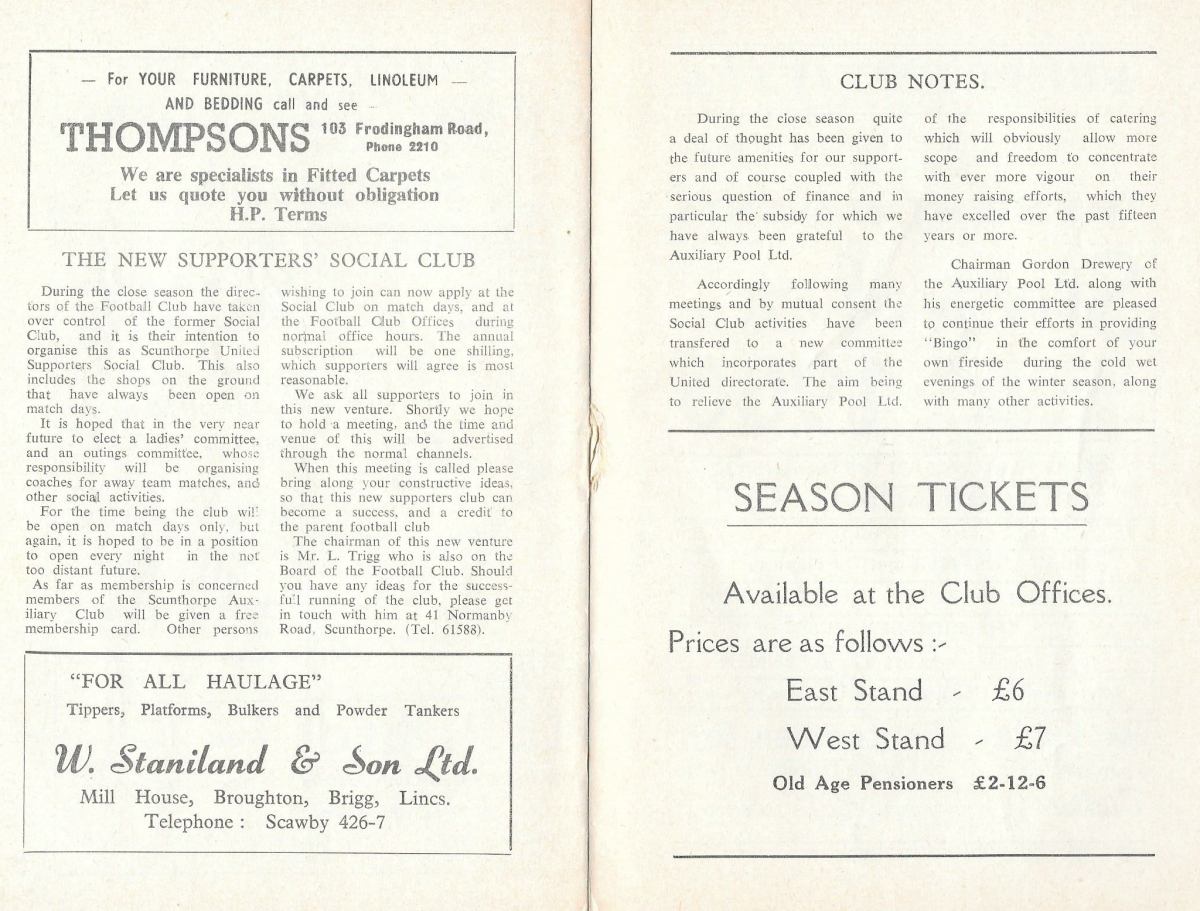 — For YOUR FURNITURE, CARPETS, LINOLEUM —
AND BEDDING call and see
THOMPSONS 103 Frodingham Road,
Phone 2210
We are specialists in Fitted Carpets
Let us quote you without obligation
H.P. Terms
THE NEW SUPPORTERS' SOCIAL CLUB
During the close season the direc-
tors of the Football Club have taken
over control of the former Social
Club, and it is their intention to
organise this as Scunthorpe United
Supporters Social Club. This also
includes the shops on the ground
that have always been open on
match days.
It is hoped that in the very near
future to elect a ladies' committee,
and an outings committee, whose
responsibility will be organising
coaches for away team matches, and
other social activities.
For the time being the club will
be open on match days only, but
again, it is hoped to be in a position
to open every night in the not
too distant future.
As far as membership is concerned
members of the Scunthorpe Aux-
iliary Club will be given a free
membership card. Other persons
wishing to join can now apply at the
Social Club on match days, and at
the Football Club Offices during
normal office hours. The annual
subscription will be one shilling,
which supporters will agree is most
reasonable.
We ask all supporters to join in
this new venture. Shortly we hope
to hold a meeting, and the time and
venue of this will be advertised
through the normal channels.
When this meeting is called please
bring along your constructive ideas,
so that this new supporters club can
become a success, and a credit to
the parent football club
The chairman of this new venture
is Mr. L. Trigg who is also on the
Board of the Football Club. Should
you have any ideas for the success-
full running of the club, please get
in touch with him at 41 Normanby
Road, Scunthorpe. (Tel. 61588).
"FOR ALL HAULAGE"
Tippers, Platforms, Bulkers and Powder Tankers
W. Staniland & Son Ltd.
Mill House, Broughton, Brigg, Lincs.
Telephone : Scawby 426-7
CLUB NOTES.
During the close season quite
a deal of thought has been given to
the future amenities for our support-
ers and of course coupled with the
serious question of finance and in
particular the subsidy for which we
have always been grateful to the
Auxiliary Pool Ltd.
Accordingly following many
meetings and by mutual consent the
Social Club activities have been
transfered to a new committee
which incorporates part of the
United directorate. The aim being
to relieve the Auxiliary Pool Ltd.
of the responsibilities of catering
which will obviously allow more
scope and freedom to concentrate
with ever more vigour on their
money raising efforts, which they
have excelled over the past fifteen
years or more.
Chairman Gordon Drewery of
the Auxiliary Pool Ltd. along with
his energetic committee are pleased
to continue their efforts in providing
"Bingo" in the comfort of your
own fireside during the cold wet
evenings of the winter season, along
with many other activities.
SEASON TICKETS
Available at the Club Offices.
Prices are as follows :-
East Stand - £6
West Stand - £7
Old Age Pensioners £2-12-6